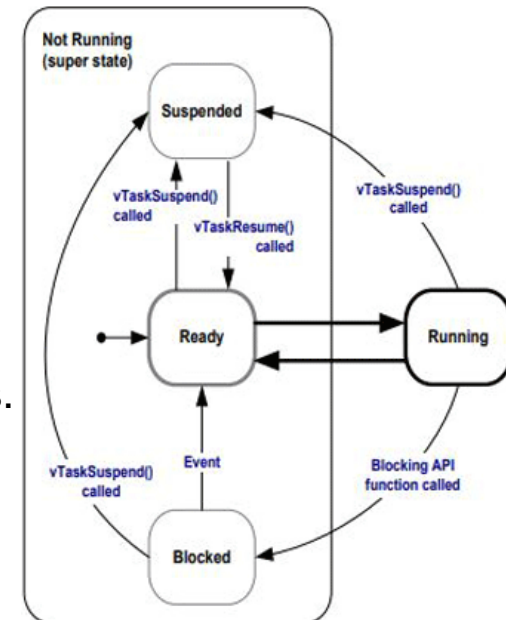 Not Running
(super state)
Suspended
vTaskSuspend()
called
vTaskSuspend()
called
vTaskResume()
called
Ready
Running
.
vTaskSuspend()
called
Event
Blocking API
function called
Blocked